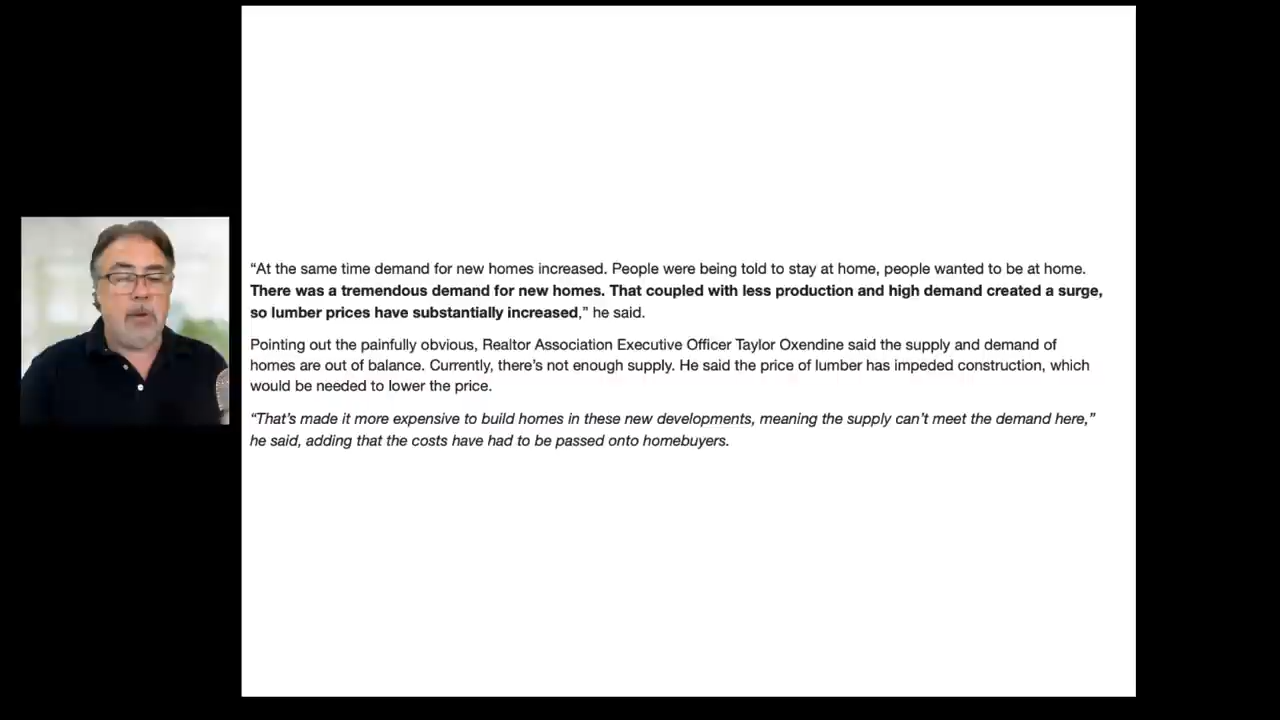 “At the same time demand for new homes increased. People were being told to stay at home, people wanted to be at home.
There was a tremendous demand for new homes. That coupled with less production and high demand created a surge,
so lumber prices have substantially increased,” he said.
Pointing out the painfully obvious, Realtor Association Executive Officer Taylor Oxendine said the supply and demand of
homes are out of balance. Currently, there’s not enough supply. He said the price of lumber has impeded construction, which
would be needed to lower the price.
“That’s made it more expensive to build homes in these new developments, meaning the supply can’t meet the demand here,”
he said, adding that the costs have had to be passed onto homebuyers.